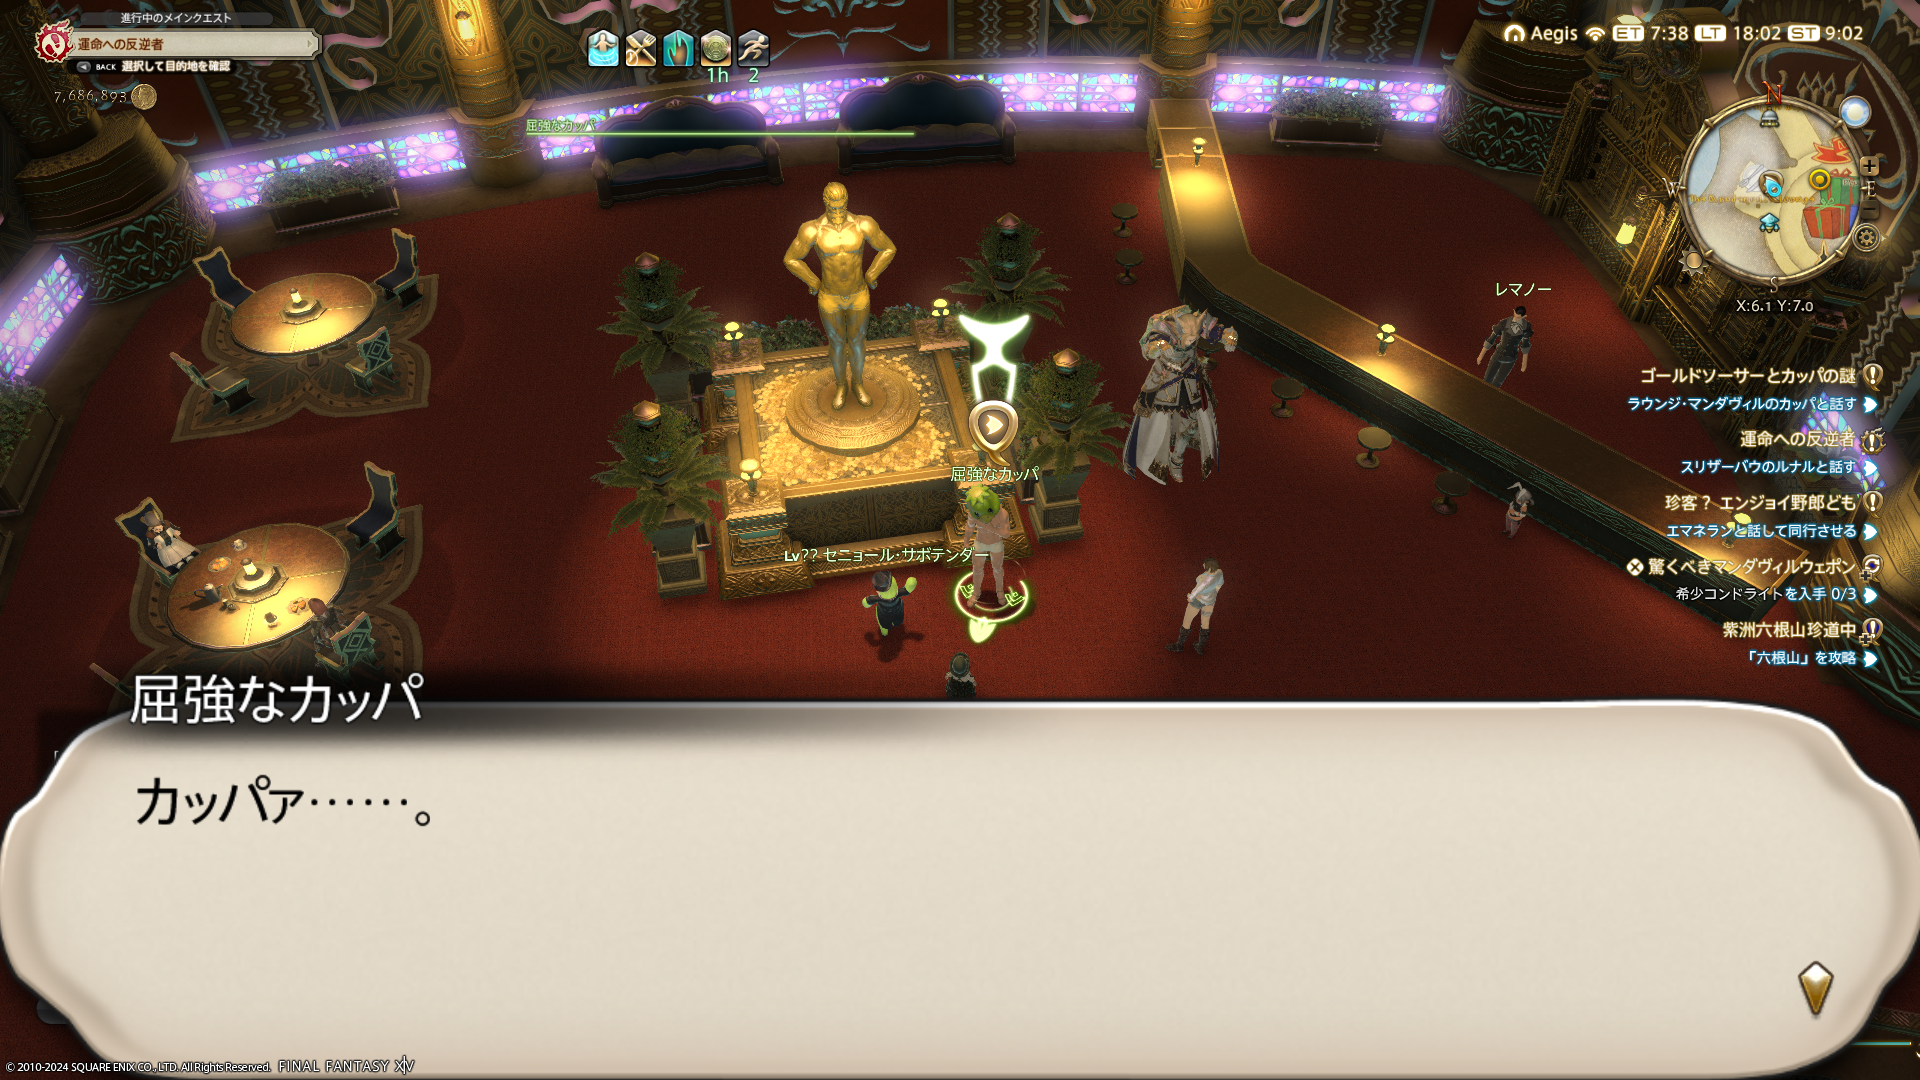 進行中のメインクエスト
運命への反逆者
BACK 選択して目的地を確認
7,686,893
1h
2
Aegis ET 7:38 LT 18:02 ST 9:02
N
W
E
S
X:6.1 Y:7.0
屈強なカッパ
レマノー
ゴールドソーサーとカッパの謎
ラウンジ・マンダヴィルのカッパと話す
運命への反逆者
スリザーバウのルナルと話す
珍客？ エンジョイ野郎ども
エマネランと話して同行させる
驚くべきマンダヴィルウェポン
希少コンドライトを入手 0/3
紫洲六根山珍道中
「六根山」を攻略
屈強なカッパ
Lv?? セニョール・サボテンダー
屈強なカッパ
カッパァ……。
© 2010-2024 SQUARE ENIX CO., LTD. All Rights Reserved. FINAL FANTASY XIV